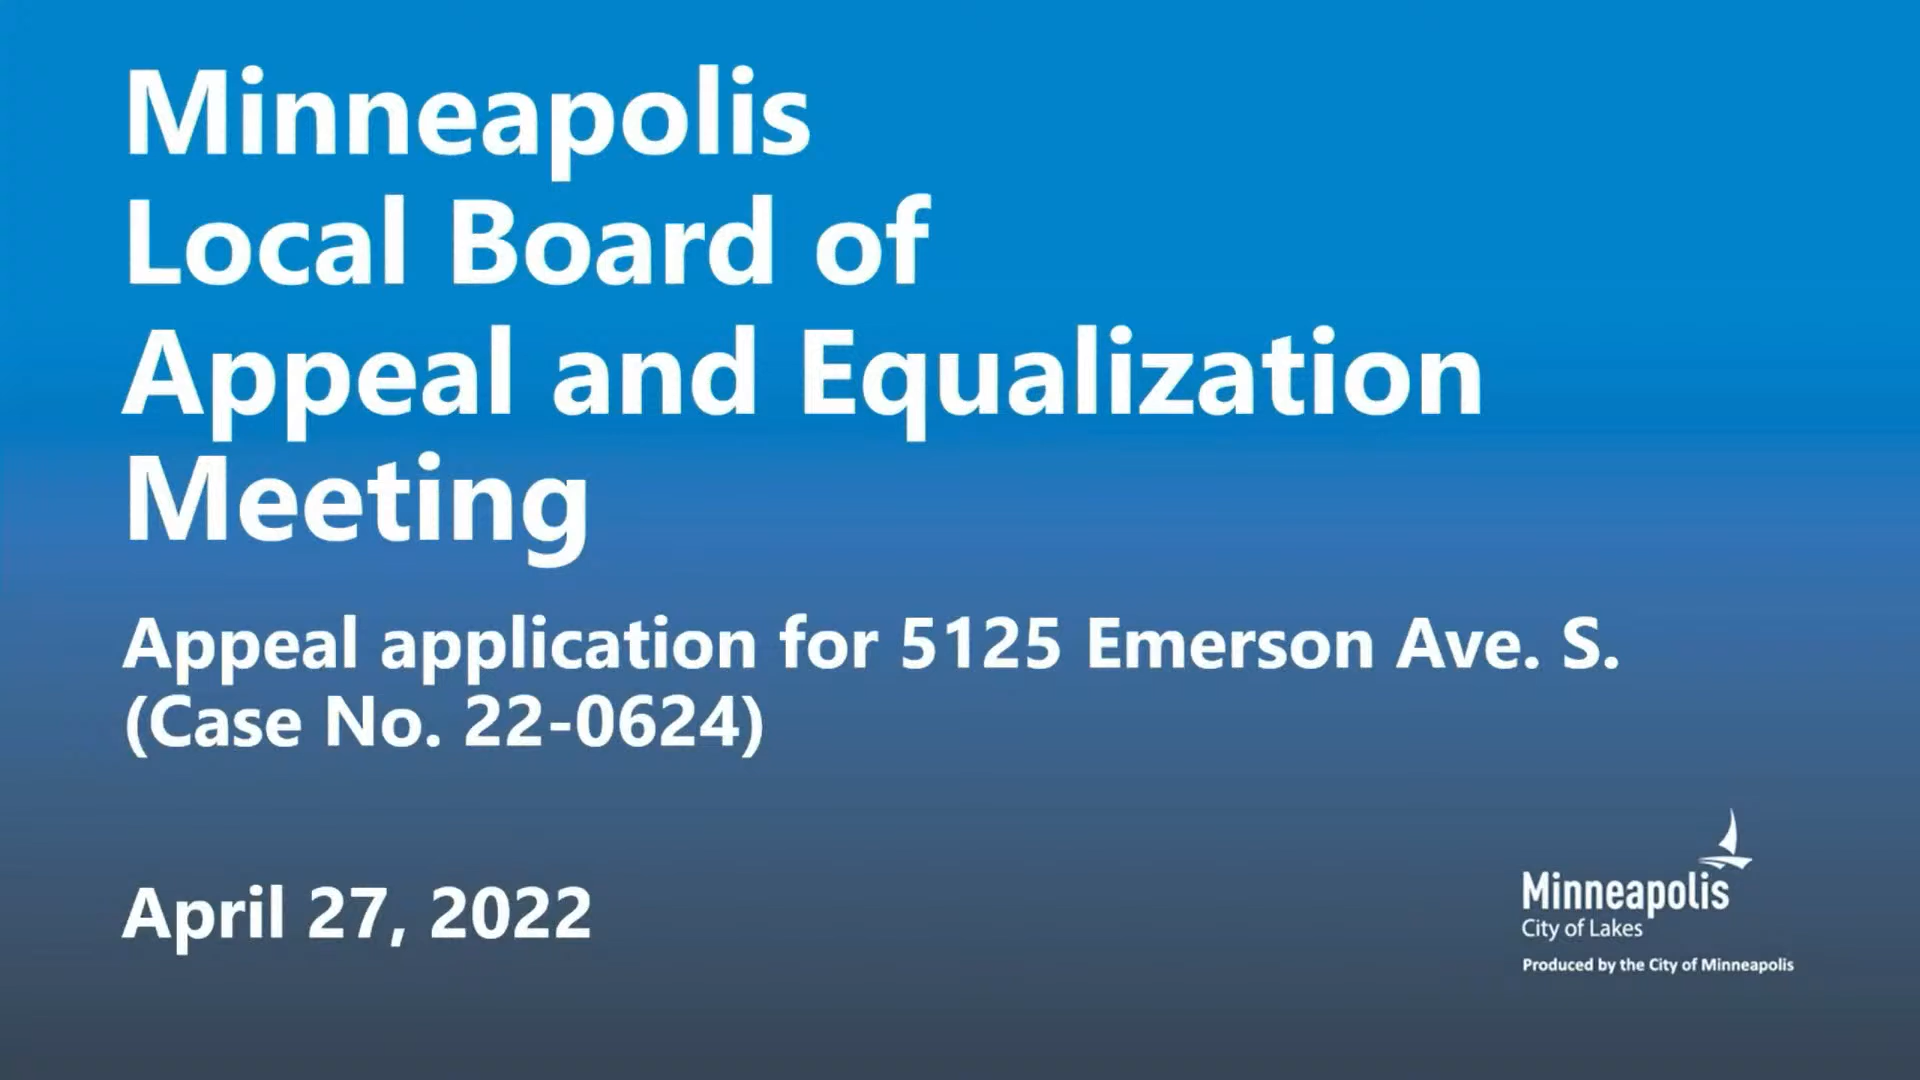 Minneapolis
Local Board of
Appeal and Equalization
Meeting
Appeal application for 5125 Emerson Ave. S.
(Case No. 22-0624)
April 27, 2022
Minneapolis
City of Lakes
Produced by the City of Minneapolis